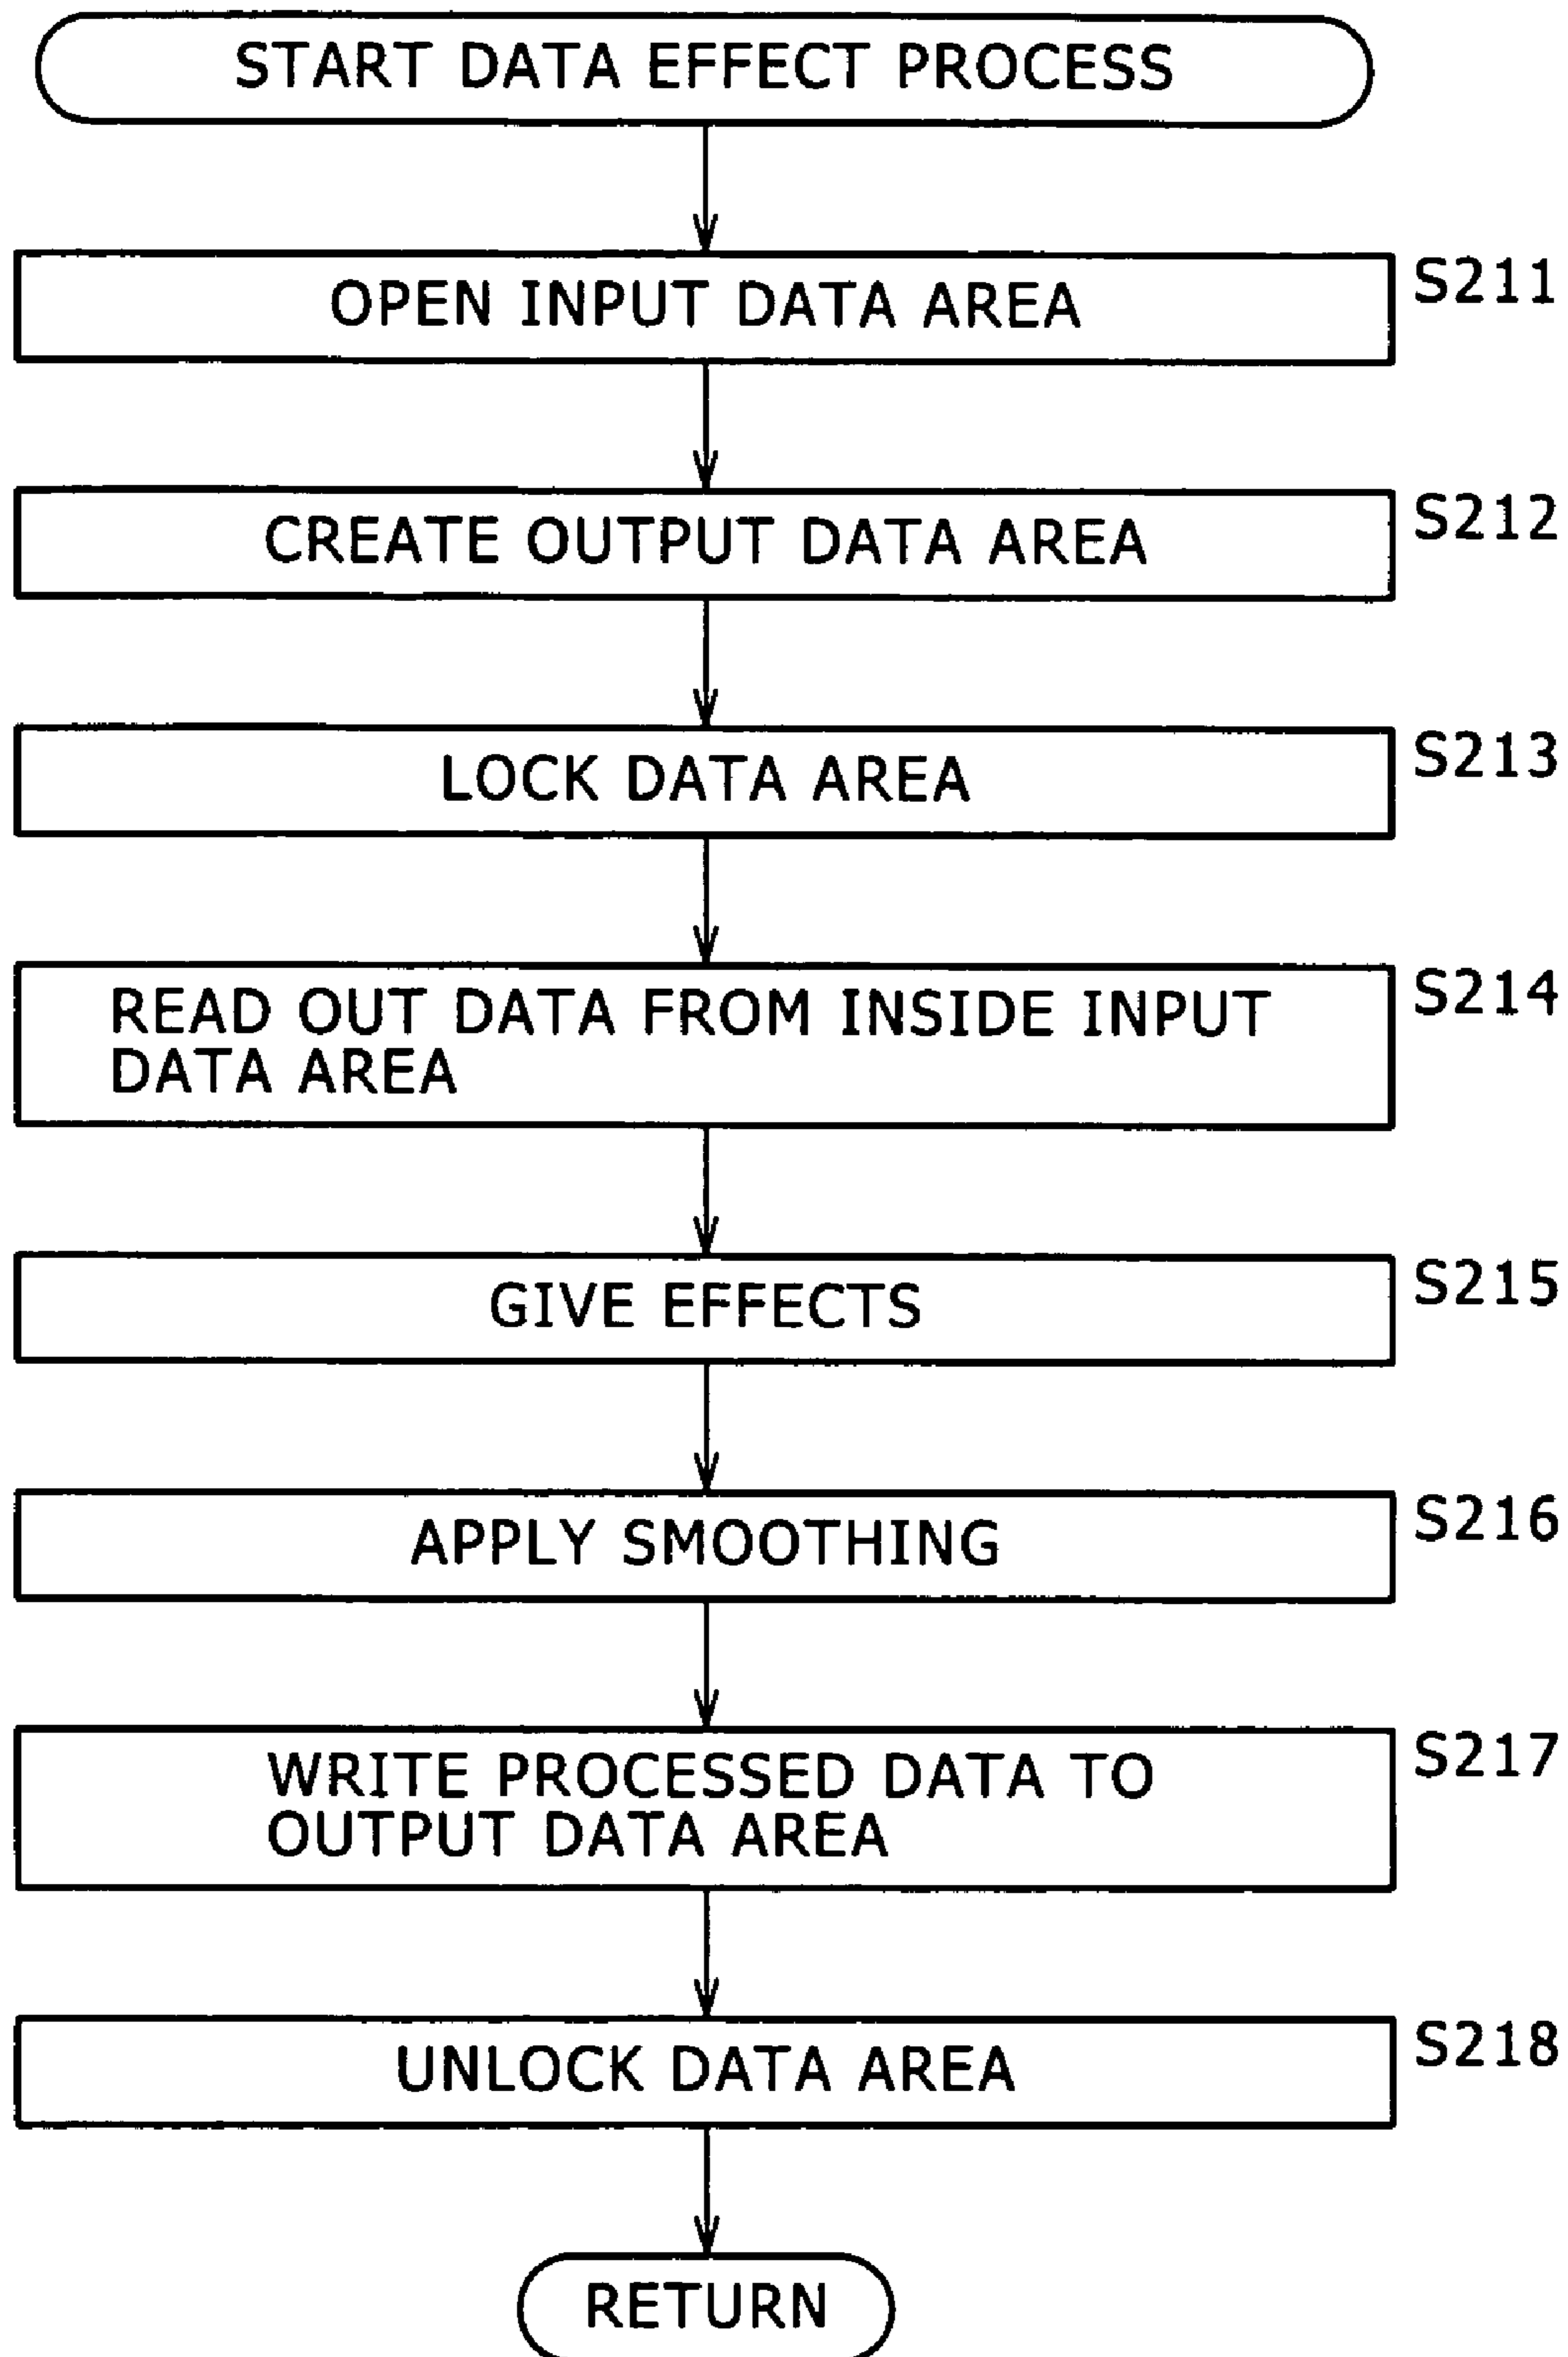 START DATA EFFECT PROCESS
OPEN INPUT DATA AREA
S211
CREATE OUTPUT DATA AREA
S212
LOCK DATA AREA
S213
READ OUT DATA FROM INSIDE INPUT
DATA AREA
S214
GIVE EFFECTS
S215
APPLY SMOOTHING
S216
WRITE PROCESSED DATA TO
OUTPUT DATA AREA
S217
UNLOCK DATA AREA
S218
RETURN